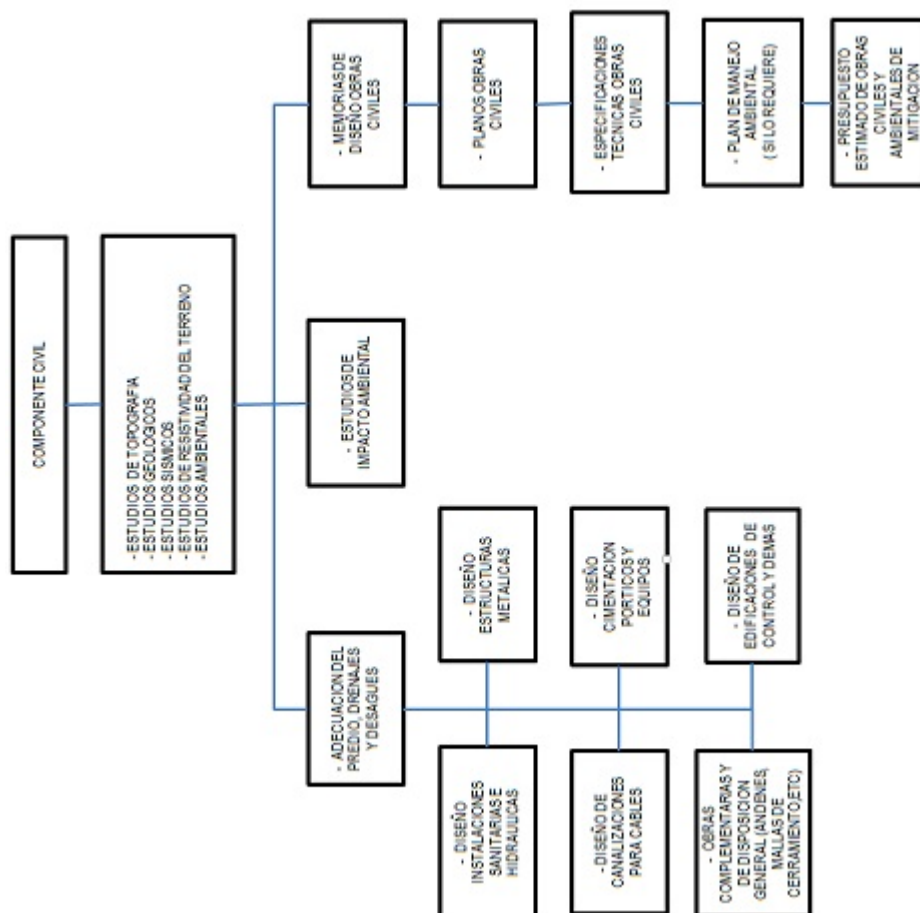 COMPONENTE CIVIL
- ESTUDIOS DE TOPOGRAFIA
- ESTUDIOS GEOLOGICOS
- ESTUDIOS SISMICOS
- ESTUDIOS DE RESISTIVIDAD DEL TERRENO
- ESTUDIOS AMBIENTALES
- ADECUACION DEL
PREDIO, DRENAJES
Y DESAGUES
- ESTUDIOS DE
IMPACTO AMBIENTAL
- MEMORIAS DE
DISEÑO OBRAS
CIVILES
- DISEÑO
INSTALACIONES
SANITARIAS E
HIDRAULICAS
- DISEÑO
ESTRUCTURAS
METALICAS
- PLANOS OBRAS
CIVILES
- DISEÑO DE
CANALIZACIONES
PARA CABLES
- DISEÑO
CIMENTACION
PORTICOS Y
EQUIPOS
- ESPECIFICACIONES
TECNICAS OBRAS
CIVILES
- OBRAS
COMPLEMENTARIAS Y
DE DISPOSICION
GENERAL (ANDENES,
MALLAS DE
CERRAMIENTO,ETC)
- DISEÑO DE
EDIFICACIONES DE
CONTROL Y DEMAS
- PLAN DE MANEJO
AMBIENTAL
( SI LO REQUIERE)
- PRESUPUESTO
ESTIMADO DE OBRAS
CIVILES Y
AMBIENTALES DE
MITIGACION